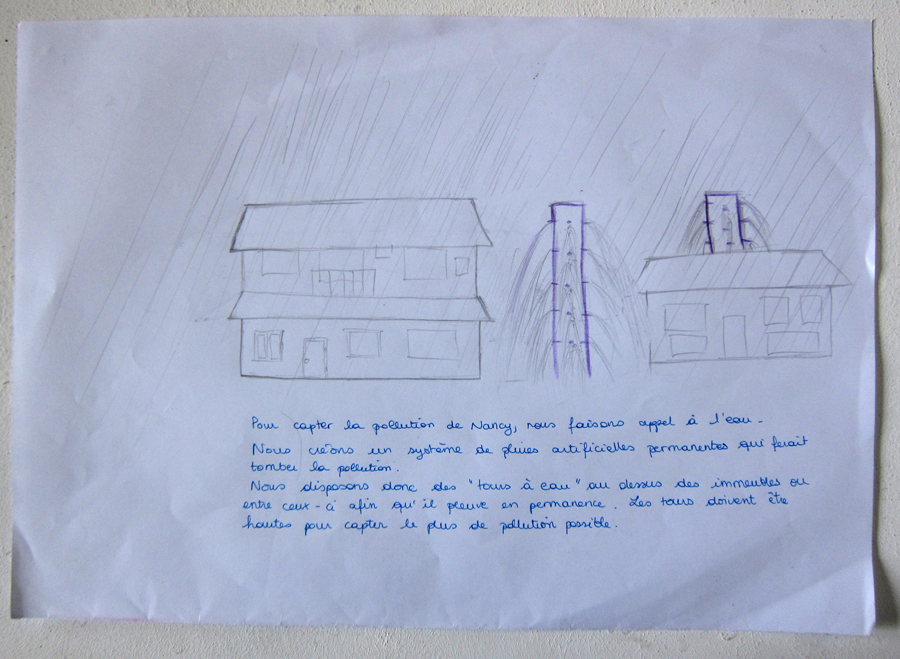 Pour capter la pollution de Nancy, nous faisons appel à l'eau.
Nous créons un système de pluies artificielles permanentes qui ferait
tomber la pollution.
Nous disposons donc des "tours à eau" au dessus des immeubles ou
entre ceux-ci afin qu'il pleuve en permanence. Les tours doivent être
hautes pour capter le plus de pollution possible.